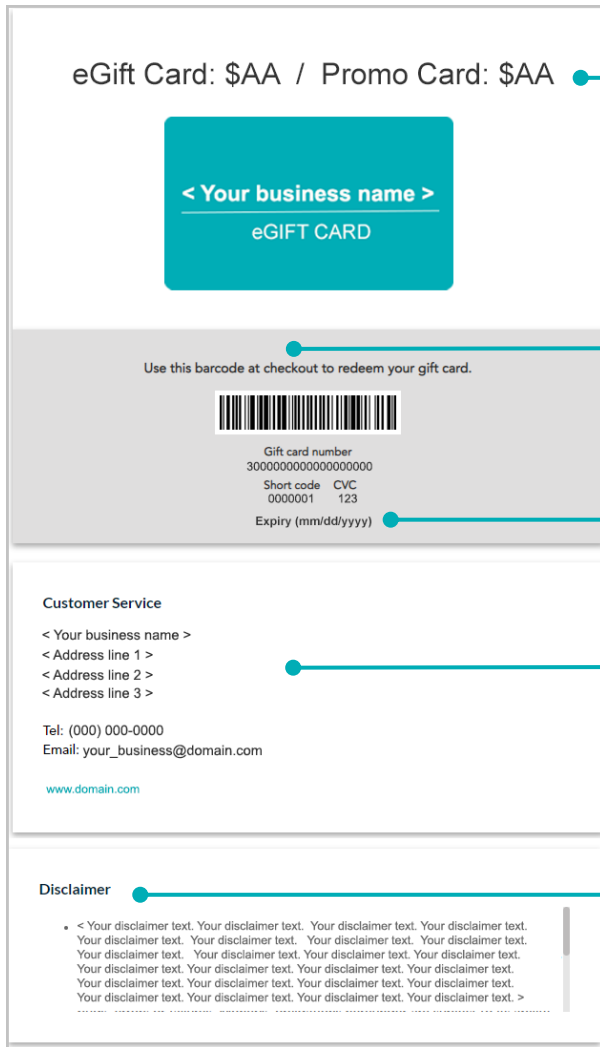 eGift Card: $AA / Promo Card: $AA
< Your business name >
eGIFT CARD
Use this barcode at checkout to redeem your gift card.
Gift card number
3000000000000000000
Short code CVC
0000001 123
Expiry (mm/dd/yyyy)
Customer Service
< Your business name >
< Address line 1 >
< Address line 2 >
< Address line 3 >
Tel: (000) 000-0000
Email: your_business@domain.com
www.domain.com
Disclaimer
• < Your disclaimer text. Your disclaimer text. Your disclaimer text. Your disclaimer text.
Your disclaimer text. Your disclaimer text. Your disclaimer text. Your disclaimer text.
Your disclaimer text. Your disclaimer text. Your disclaimer text. Your disclaimer text.
Your disclaimer text. Your disclaimer text. Your disclaimer text. Your disclaimer text.
Your disclaimer text. Your disclaimer text. Your disclaimer text. Your disclaimer text.
Your disclaimer text. Your disclaimer text. Your disclaimer text. Your disclaimer text. >